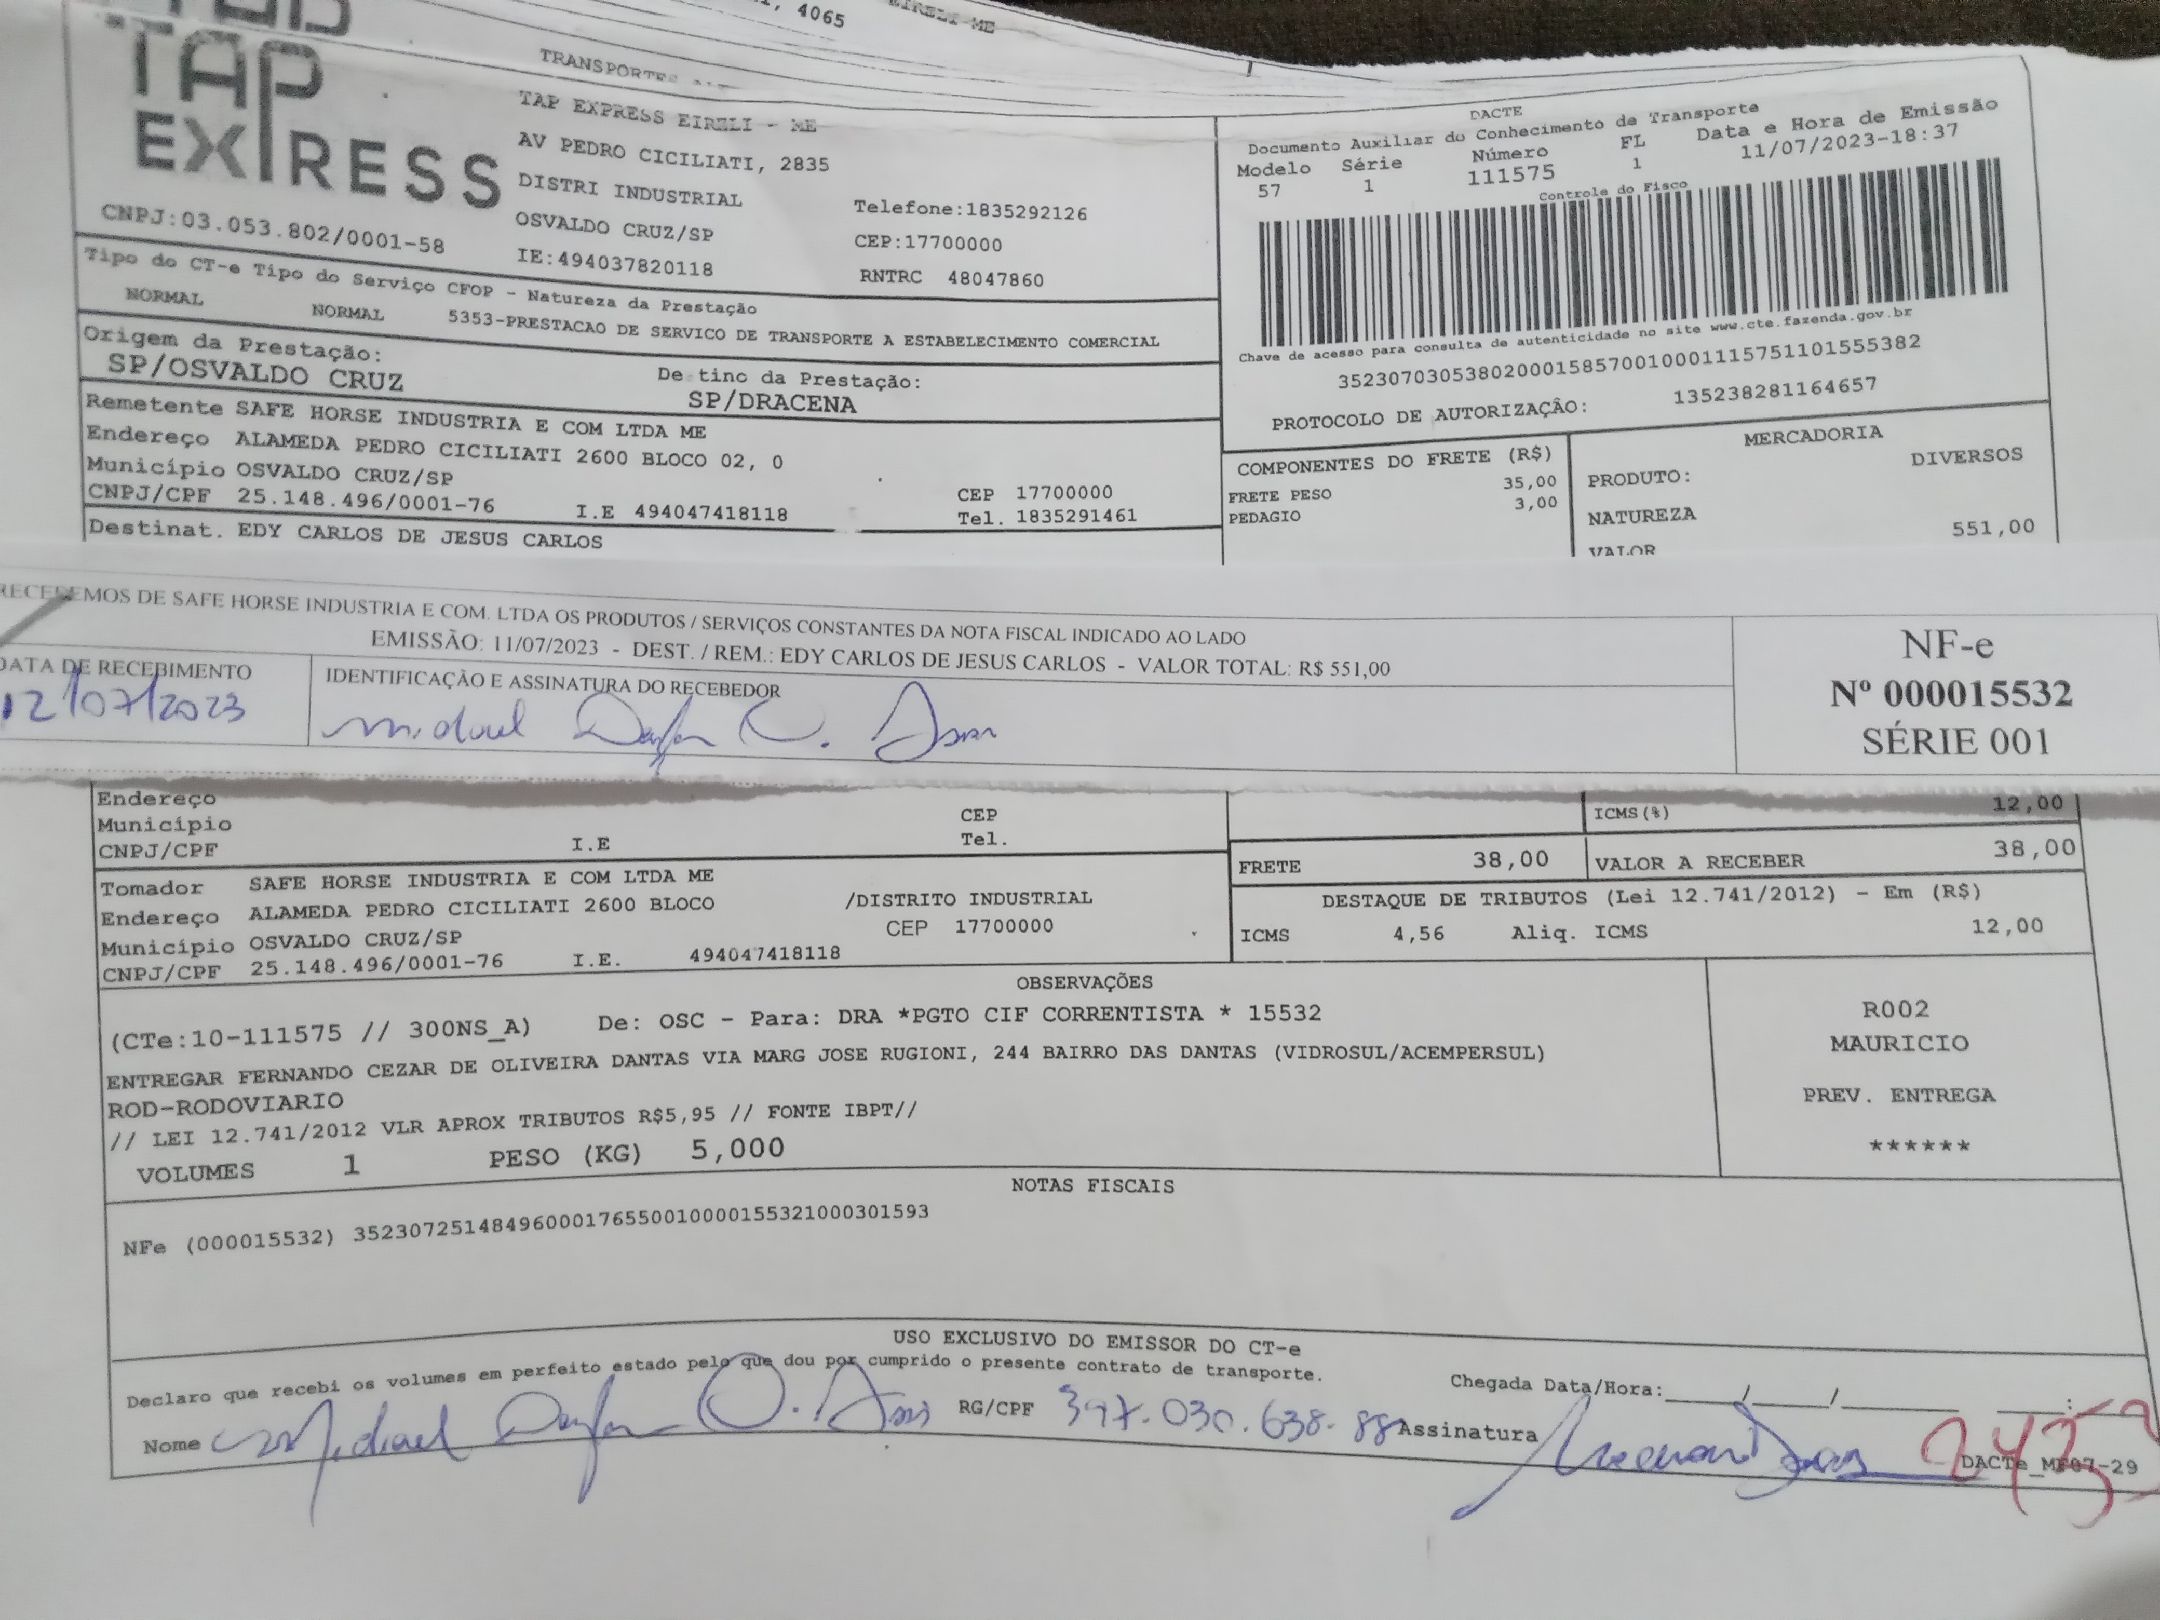 , 4065
EIRELI-ME
TAP
EXPRESS
CNPJ:03.053.802/0001-58
TRANSPORTES
TAP EXPRESS EIRELI - ME
AV PEDRO CICILIATI, 2835
DISTRI INDUSTRIAL
OSVALDO CRUZ/SP
IE:494037820118
Telefone:1835292126
CEP:17700000
RNTRC 48047860
DACTE
Documento Auxiliar do Conhecimento de Transporte
Modelo Série Número FL Data e Hora de Emissão
57 1 111575 1 11/07/2023-18:37
Controle do Fisco
Chave de acesso para consulta de autenticidade no site www.cte.fazenda.gov.br
35230703053802000158570010001115751101555382
PROTOCOLO DE AUTORIZAÇÃO: 135238281164657
Tipo do CT-e Tipo do Serviço CFOP - Natureza da Prestação
NORMAL NORMAL 5353-PRESTACAO DE SERVICO DE TRANSPORTE A ESTABELECIMENTO COMERCIAL
Origem da Prestação: De tino da Prestação:
SP/OSVALDO CRUZ SP/DRACENA
Remetente SAFE HORSE INDUSTRIA E COM LTDA ME
Endereço ALAMEDA PEDRO CICILIATI 2600 BLOCO 02, 0
Município OSVALDO CRUZ/SP CEP 17700000
CNPJ/CPF 25.148.496/0001-76 I.E 494047418118 Tel. 1835291461
Destinat. EDY CARLOS DE JESUS CARLOS
COMPONENTES DO FRETE (R$)
FRETE PESO 35,00
PEDAGIO 3,00
MERCADORIA
PRODUTO: DIVERSOS
NATUREZA
VALOR 551,00
RECEBEMOS DE SAFE HORSE INDUSTRIA E COM. LTDA OS PRODUTOS / SERVIÇOS CONSTANTES DA NOTA FISCAL INDICADO AO LADO
EMISSÃO: 11/07/2023 - DEST. / REM.: EDY CARLOS DE JESUS CARLOS - VALOR TOTAL: R$ 551,00
DATA DE RECEBIMENTO IDENTIFICAÇÃO E ASSINATURA DO RECEBEDOR
12/07/2023
NF-e
Nº 000015532
SÉRIE 001
Endereço
Município CEP
CNPJ/CPF I.E Tel.
ICMS(%) 12,00
FRETE 38,00 VALOR A RECEBER 38,00
Tomador SAFE HORSE INDUSTRIA E COM LTDA ME
Endereço ALAMEDA PEDRO CICILIATI 2600 BLOCO /DISTRITO INDUSTRIAL
Município OSVALDO CRUZ/SP CEP 17700000
CNPJ/CPF 25.148.496/0001-76 I.E. 494047418118
DESTAQUE DE TRIBUTOS (Lei 12.741/2012) - Em (R$)
ICMS 4,56 Aliq. ICMS 12,00
OBSERVAÇÕES
(CTe:10-111575 // 300NS_A) De: OSC - Para: DRA *PGTO CIF CORRENTISTA * 15532
ENTREGAR FERNANDO CEZAR DE OLIVEIRA DANTAS VIA MARG JOSE RUGIONI, 244 BAIRRO DAS DANTAS (VIDROSUL/ACEMPERSUL)
ROD-RODOVIARIO
// LEI 12.741/2012 VLR APROX TRIBUTOS R$5,95 // FONTE IBPT//
VOLUMES 1 PESO (KG) 5,000
R002
MAURICIO
PREV. ENTREGA
******
NOTAS FISCAIS
NFe (000015532) 35230725148496000176550010000155321000301593
USO EXCLUSIVO DO EMISSOR DO CT-e
Declaro que recebi os volumes em perfeito estado pelo que dou por cumprido o presente contrato de transporte.
Chegada Data/Hora:____/____/____ ____:____
Nome RG/CPF 397.030.638-88 Assinatura
DACTe_MF07-29